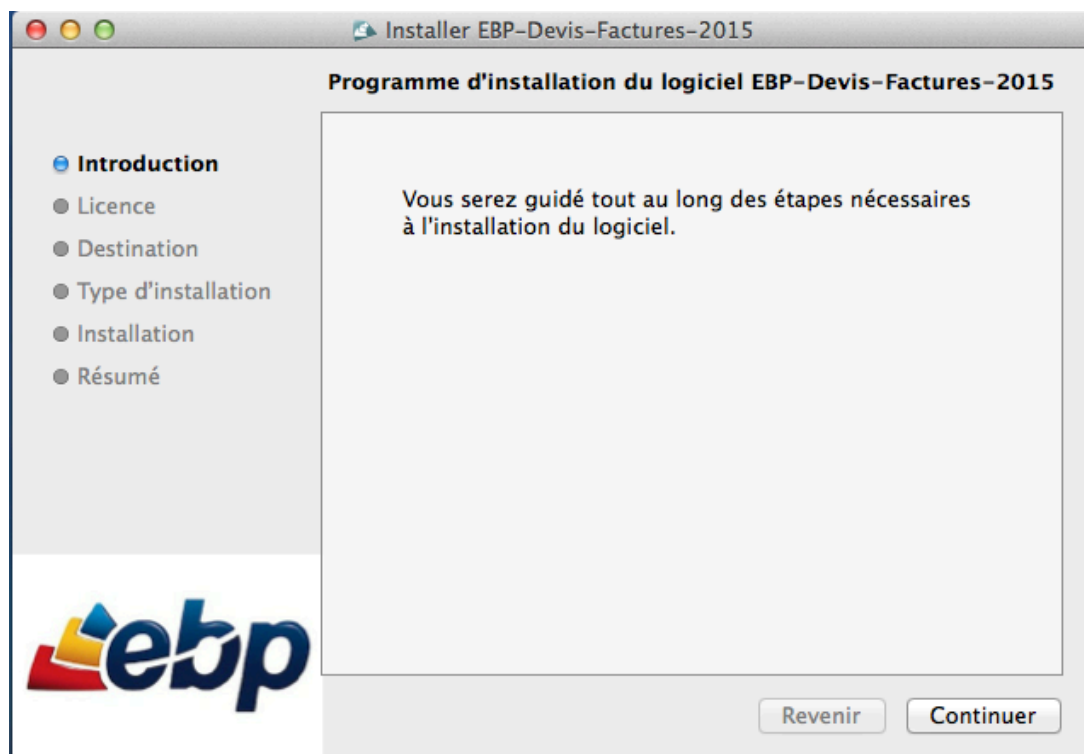 Installer EBP-Devis-Factures-2015
Programme d'installation du logiciel EBP-Devis-Factures-2015
Introduction
Licence
Destination
Type d'installation
Installation
Résumé
Vous serez guidé tout au long des étapes nécessaires
à l'installation du logiciel.
ebp
Revenir
Continuer